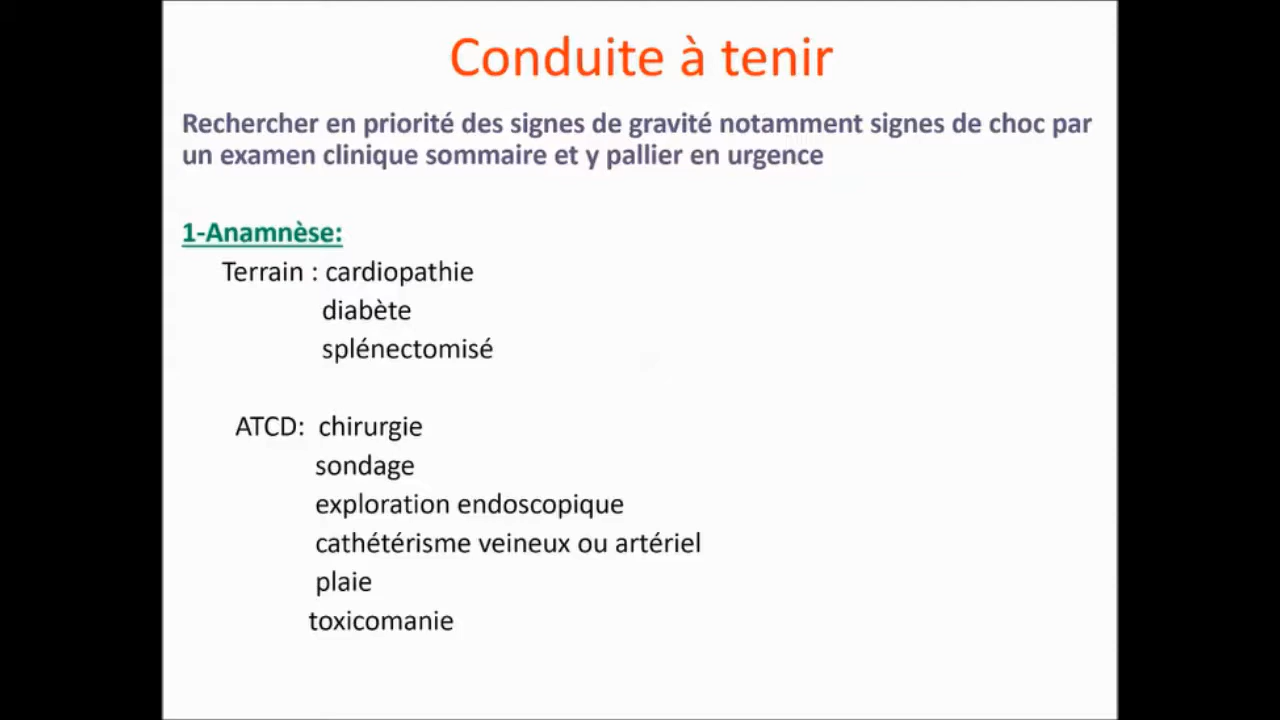 Conduite à tenir
Rechercher en priorité des signes de gravité notamment signes de choc par
un examen clinique sommaire et y pallier en urgence
1-Anamnèse:
Terrain : cardiopathie
diabète
splénectomisé
ATCD: chirurgie
sondage
exploration endoscopique
cathétérisme veineux ou artériel
plaie
toxicomanie